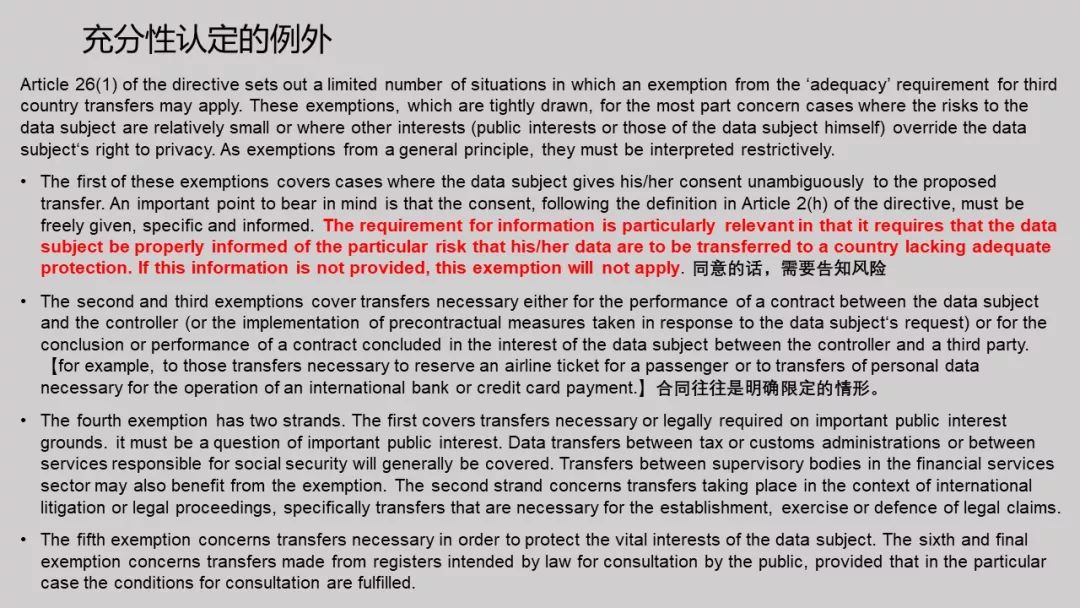 充分性认定的例外
Article 26(1) of the directive sets out a limited number of situations in which an exemption from the ‘adequacy’ requirement for third
country transfers may apply. These exemptions, which are tightly drawn, for the most part concern cases where the risks to the
data subject are relatively small or where other interests (public interests or those of the data subject himself) override the data
subject‘s right to privacy. As exemptions from a general principle, they must be interpreted restrictively.
• The first of these exemptions covers cases where the data subject gives his/her consent unambiguously to the proposed
transfer. An important point to bear in mind is that the consent, following the definition in Article 2(h) of the directive, must be
freely given, specific and informed. The requirement for information is particularly relevant in that it requires that the data
subject be properly informed of the particular risk that his/her data are to be transferred to a country lacking adequate
protection. If this information is not provided, this exemption will not apply. 同意的话，需要告知风险
• The second and third exemptions cover transfers necessary either for the performance of a contract between the data subject
and the controller (or the implementation of precontractual measures taken in response to the data subject‘s request) or for the
conclusion or performance of a contract concluded in the interest of the data subject between the controller and a third party.
【for example, to those transfers necessary to reserve an airline ticket for a passenger or to transfers of personal data
necessary for the operation of an international bank or credit card payment.】合同往往是明确限定的情形。
• The fourth exemption has two strands. The first covers transfers necessary or legally required on important public interest
grounds. it must be a question of important public interest. Data transfers between tax or customs administrations or between
services responsible for social security will generally be covered. Transfers between supervisory bodies in the financial services
sector may also benefit from the exemption. The second strand concerns transfers taking place in the context of international
litigation or legal proceedings, specifically transfers that are necessary for the establishment, exercise or defence of legal claims.
• The fifth exemption concerns transfers necessary in order to protect the vital interests of the data subject. The sixth and final
exemption concerns transfers made from registers intended by law for consultation by the public, provided that in the particular
case the conditions for consultation are fulfilled.